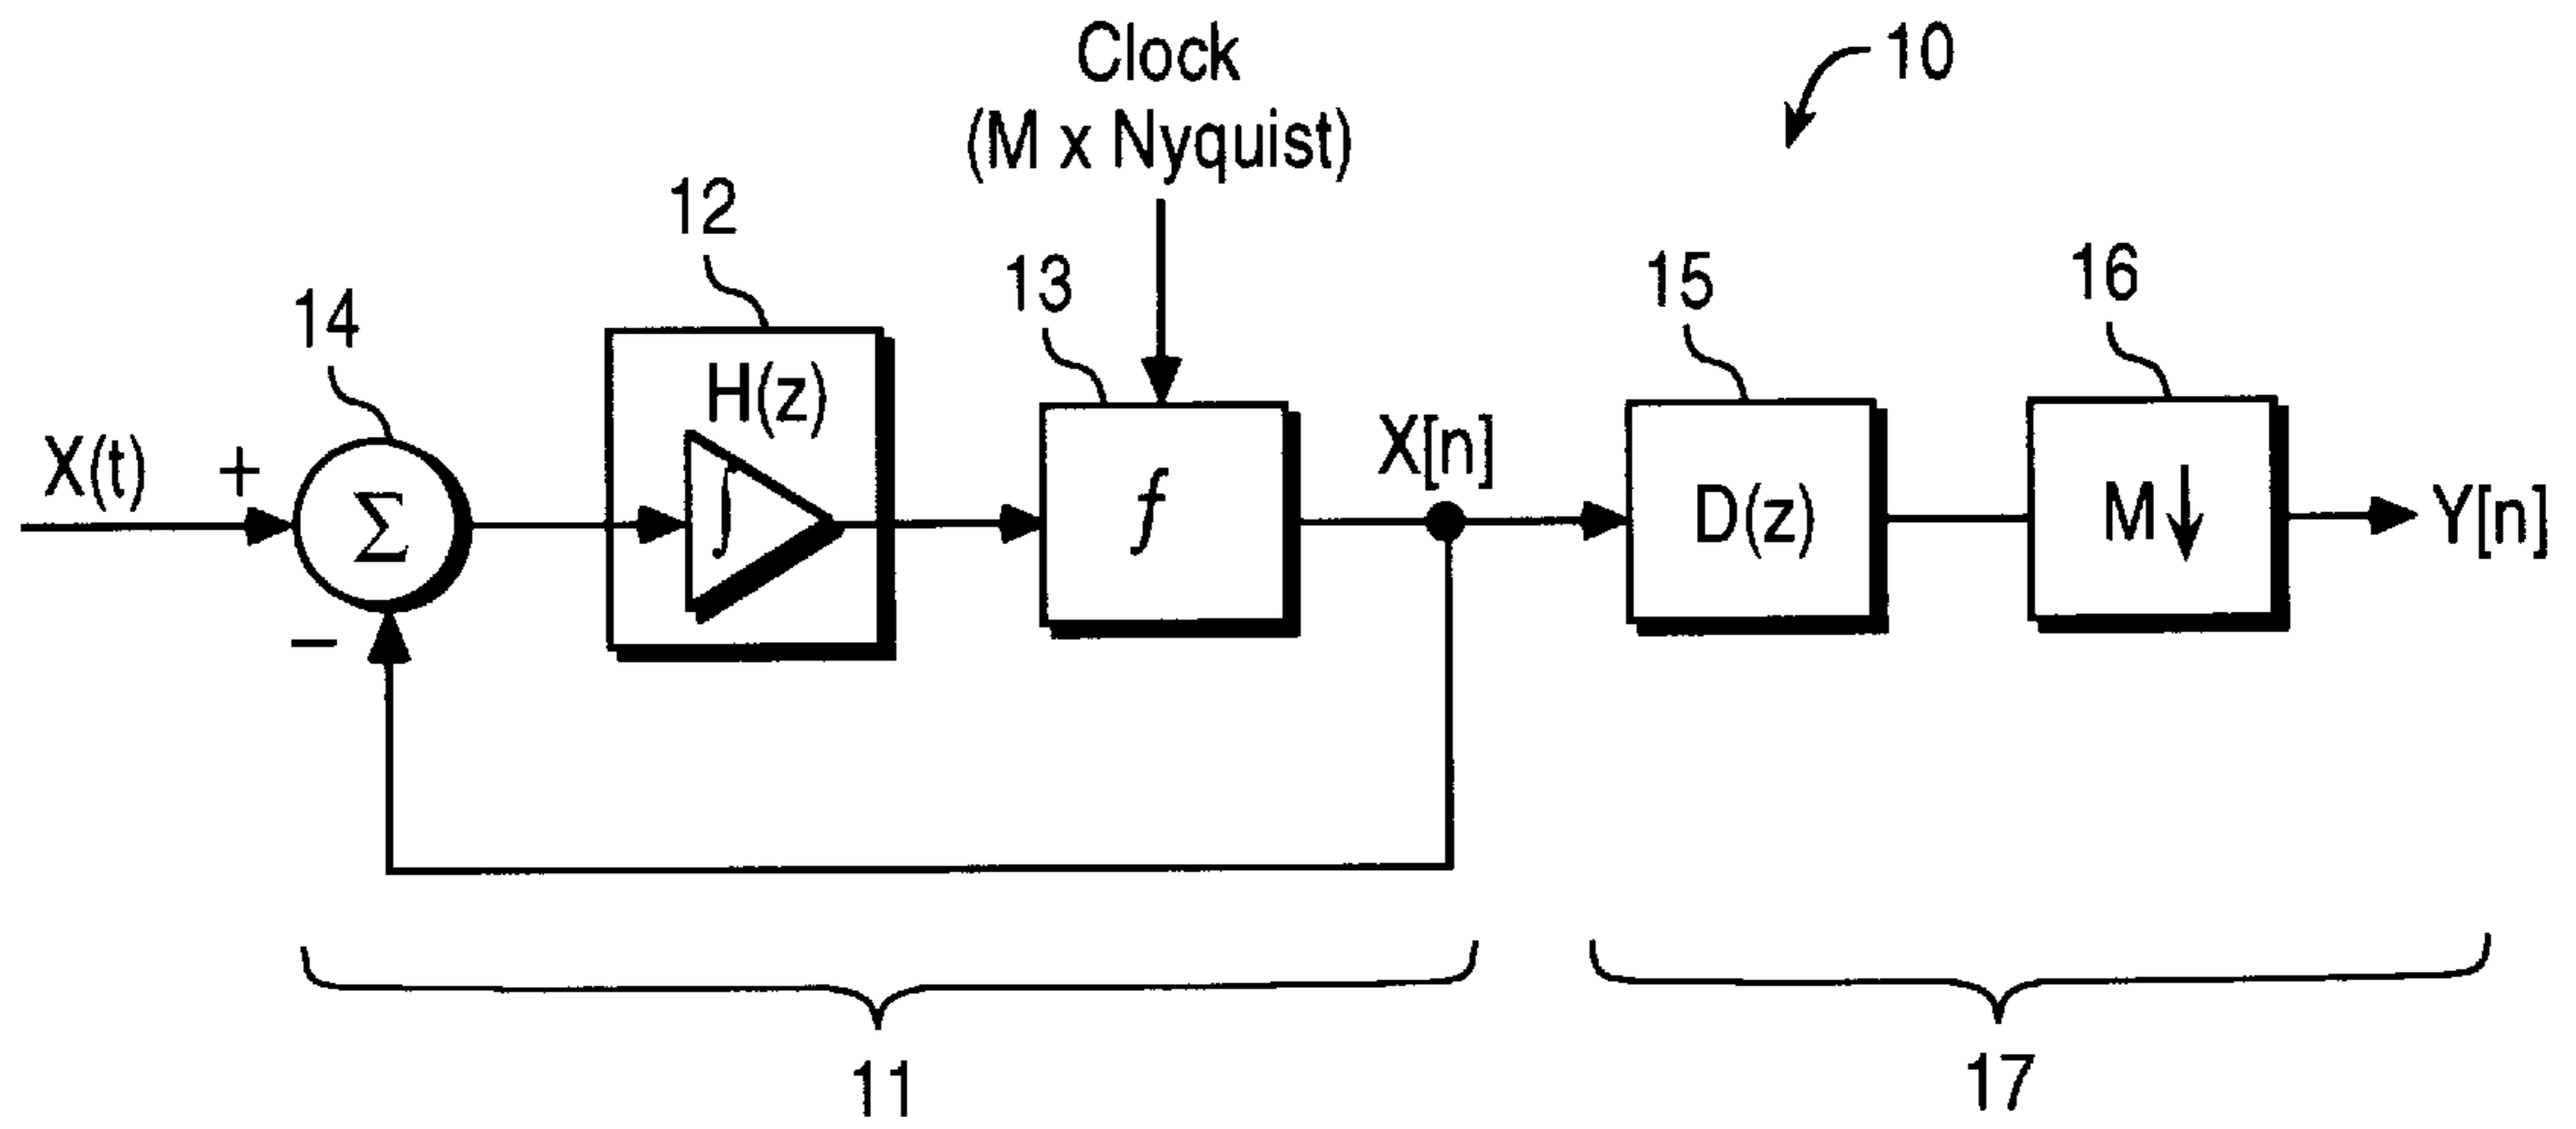 Clock
(M x Nyquist)
10
12
13
14
15
16
X(t)
+
Σ
−
H(z)
∫
f
X[n]
D(z)
M↓
Y[n]
11
17